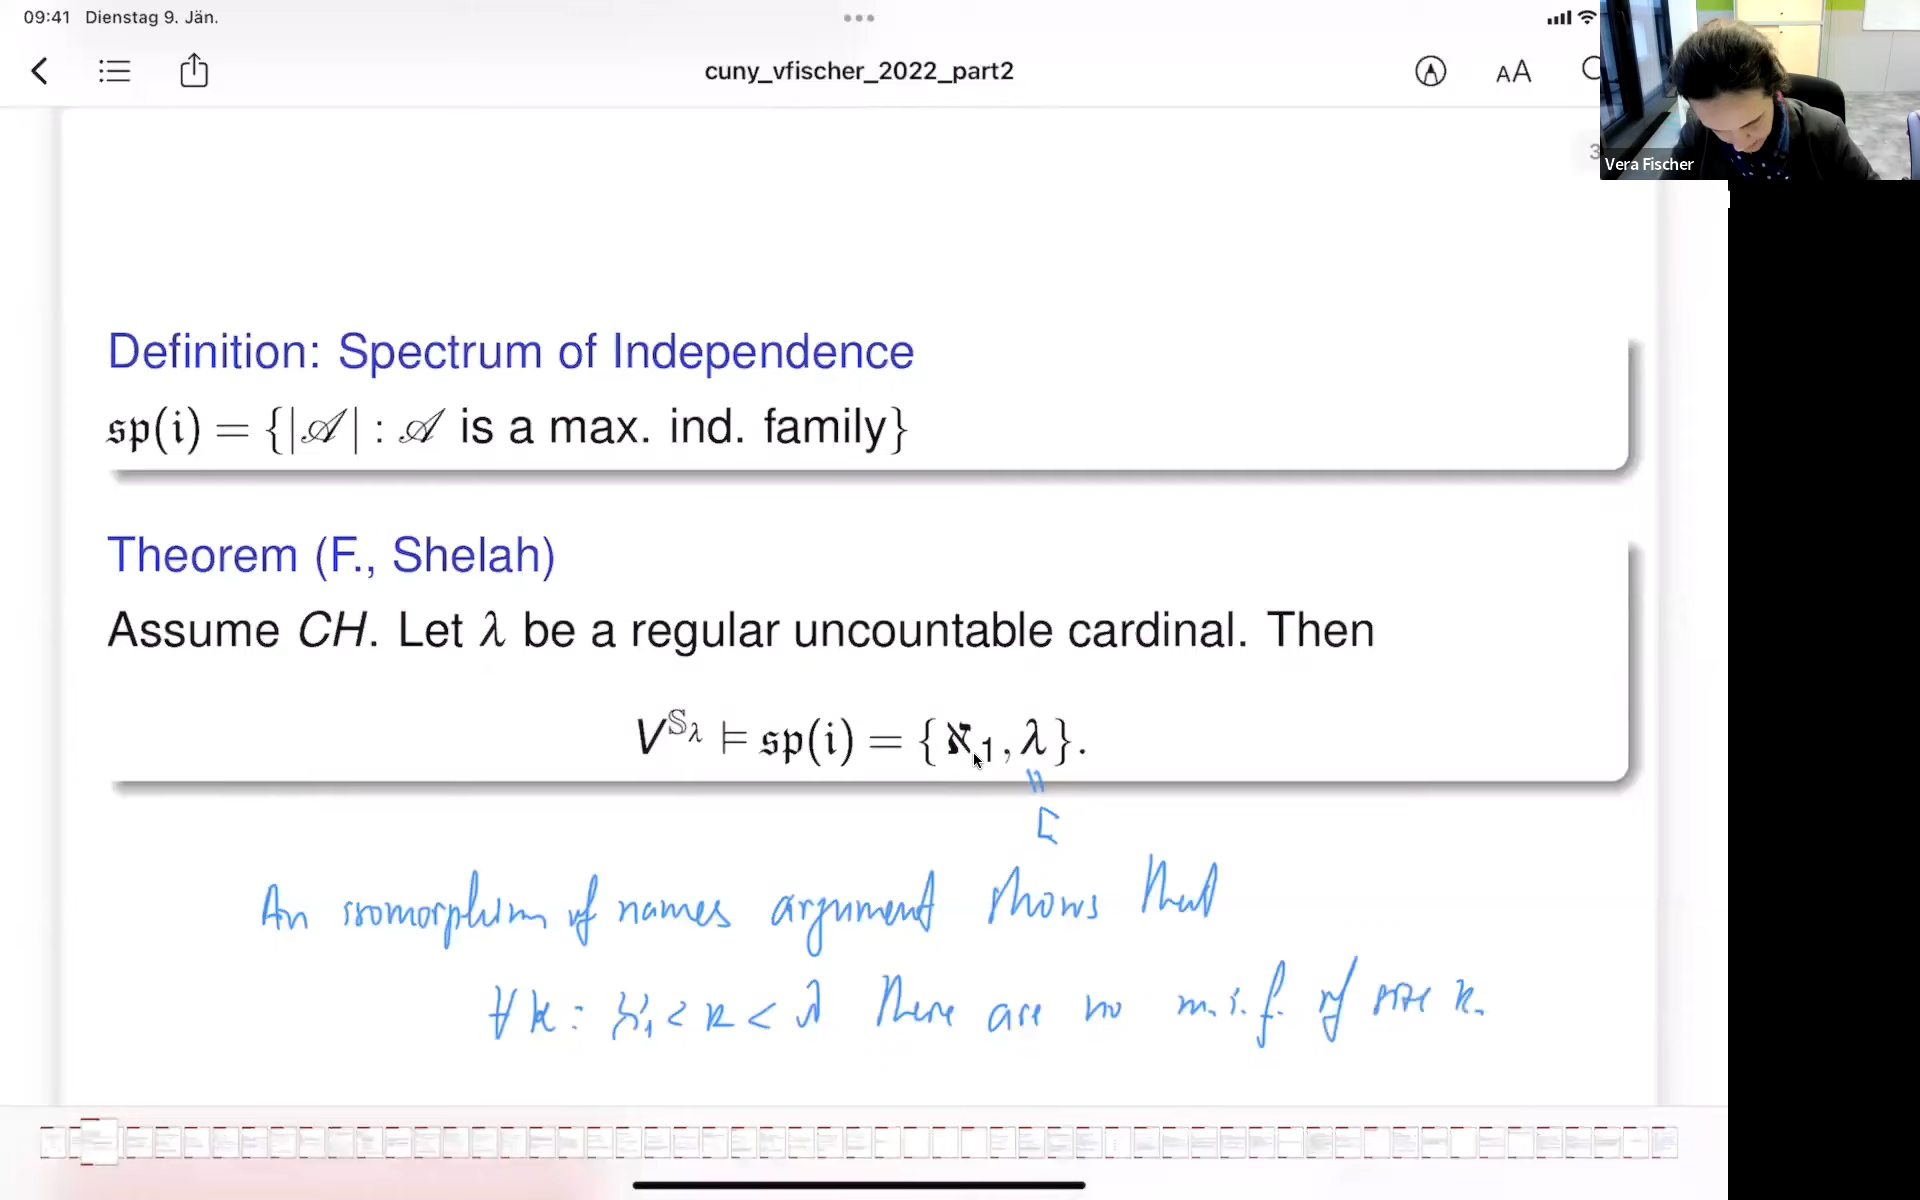 09:41 Dienstag 9. Jän.
cuny_vfischer_2022_part2
AA
3
Vera Fischer
Definition: Spectrum of Independence
𝔰𝔭(𝔦) = {|𝒜| : 𝒜 is a max. ind. family}
Theorem (F., Shelah)
Assume CH. Let λ be a regular uncountable cardinal. Then
V^{𝕊_λ} ⊨ 𝔰𝔭(𝔦) = {ℵ₁, λ}.
An isomorphism of names argument shows that
∀ κ : ℵ₁ < κ < λ there are no m.i.f. of size κ.